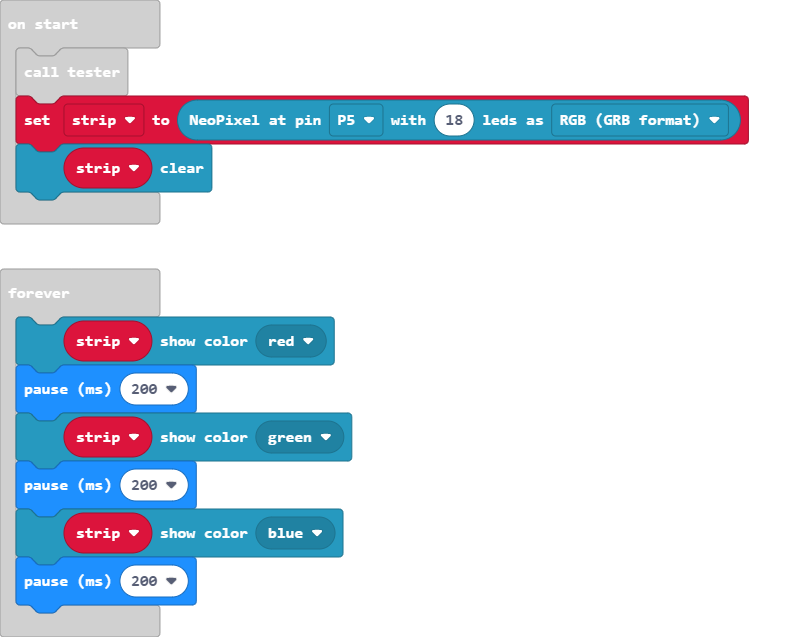 on start
call tester
set strip to NeoPixel at pin P5 with 18 leds as RGB (GRB format)
strip clear
forever
strip show color red
pause (ms) 200
strip show color green
pause (ms) 200
strip show color blue
pause (ms) 200